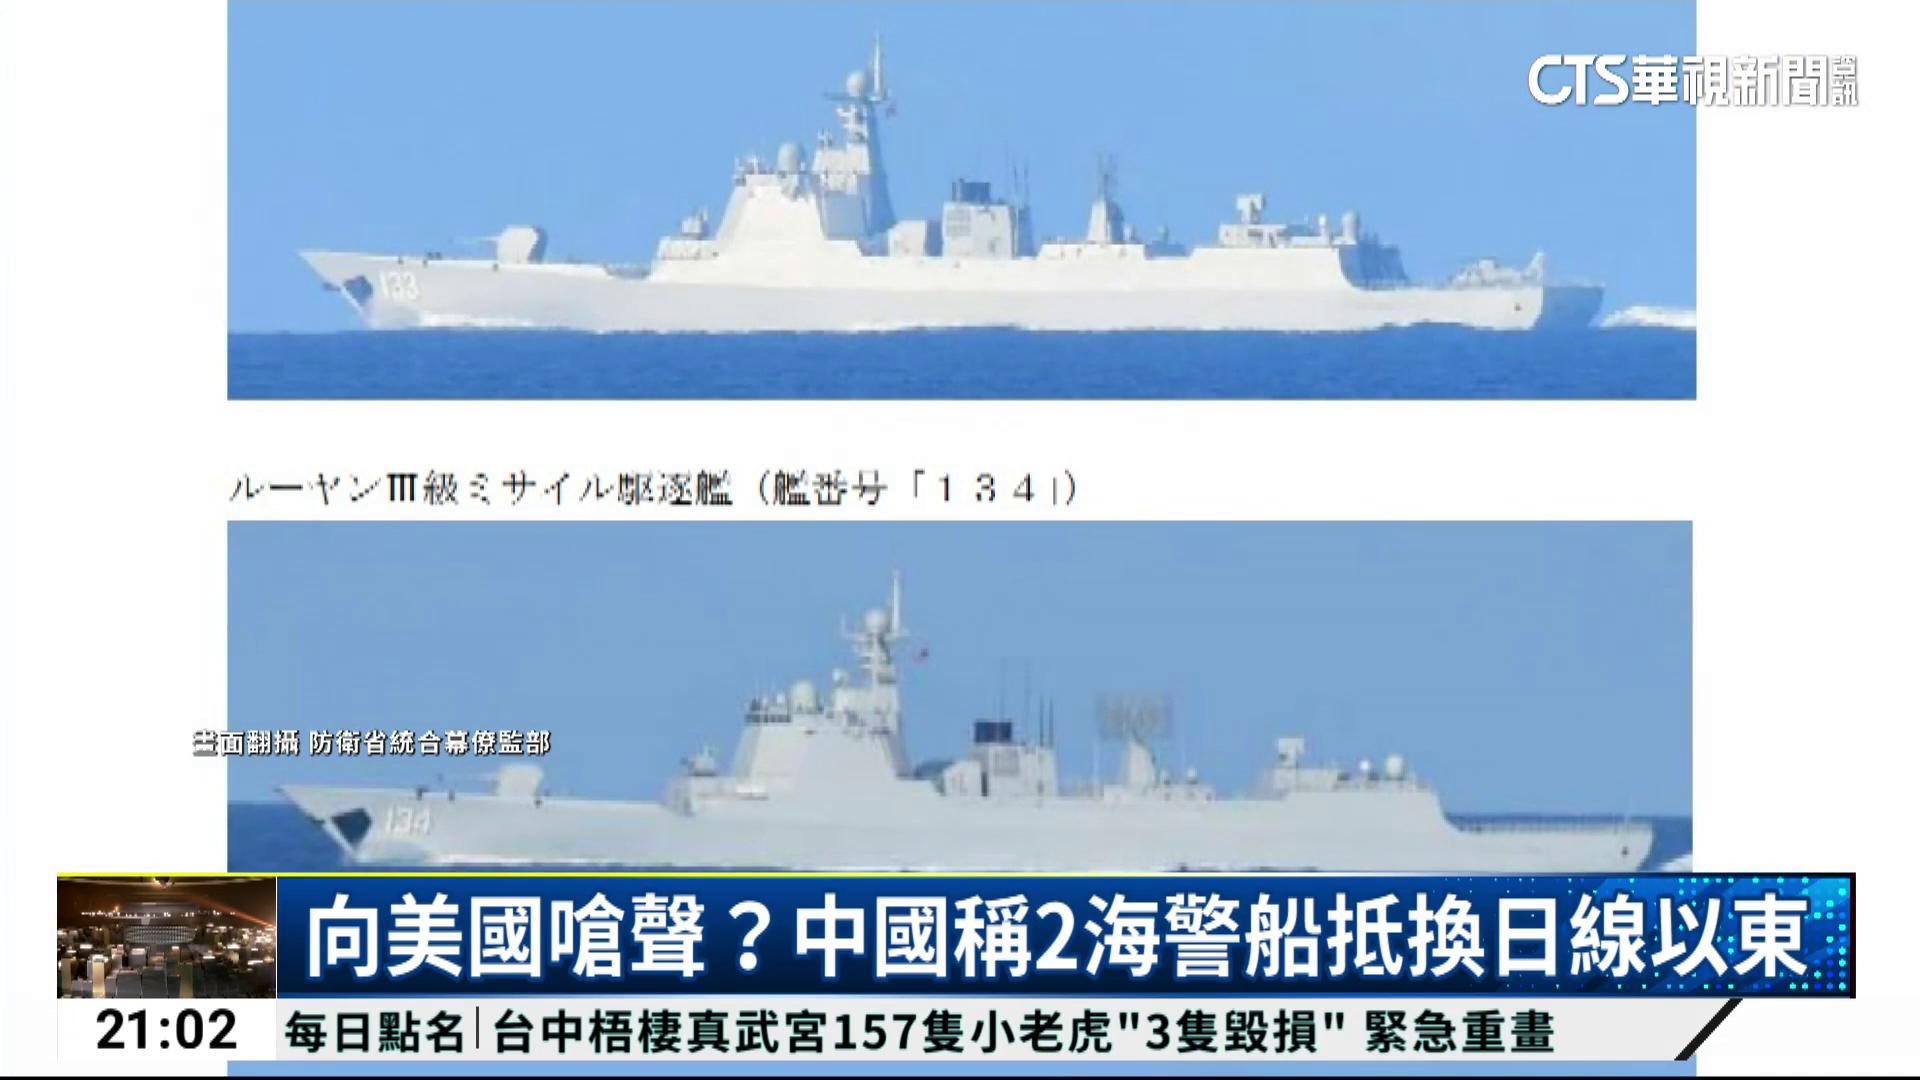 CTS華視新聞資訊
133
ルーヤンⅢ級ミサイル駆逐艦（艦番号「１３４」）
畫面翻攝 防衛省統合幕僚監部
134
向美國嗆聲？中國稱2海警船抵換日線以東
21:02 每日點名 台中梧棲真武宮157隻小老虎"3隻毀損" 緊急重畫